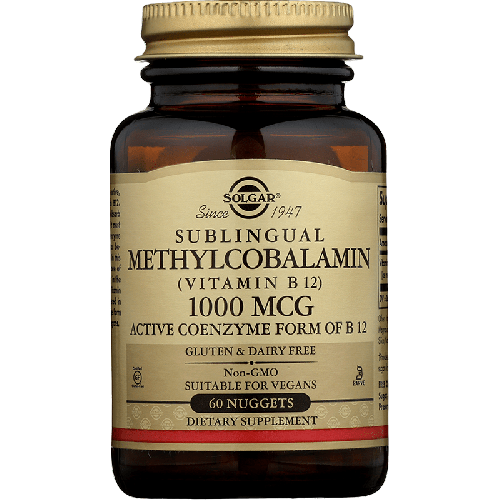 SOLGAR®
Since 1947
SUBLINGUAL
METHYLCOBALAMIN
(VITAMIN B12)
1000 MCG
ACTIVE COENZYME FORM OF B12
GLUTEN & DAIRY FREE
Non-GMO
SUITABLE FOR VEGANS
60 NUGGETS
DIETARY SUPPLEMENT